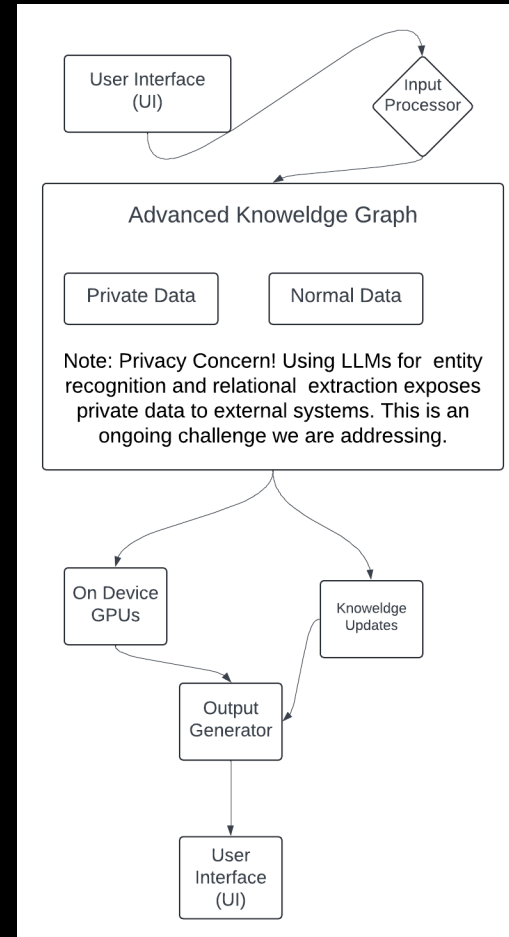 User Interface
(UI)
Input
Processor
Advanced Knoweldge Graph
Private Data
Normal Data
Note: Privacy Concern! Using LLMs for entity
recognition and relational extraction exposes
private data to external systems. This is an
ongoing challenge we are addressing.
On Device
GPUs
Knoweldge
Updates
Output
Generator
User
Interface
(UI)